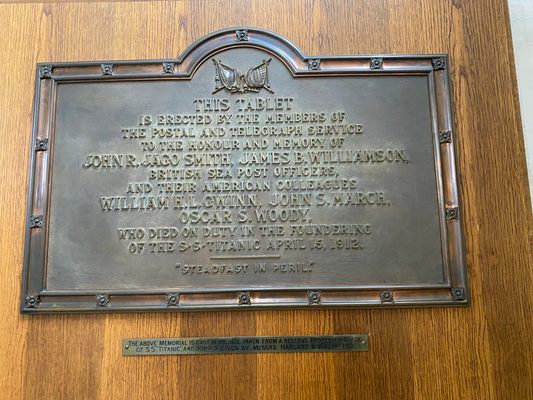 THIS TABLET
IS ERECTED BY THE MEMBERS OF
THE POSTAL AND TELEGRAPH SERVICE
TO THE HONOUR AND MEMORY OF
JOHN R. JAGO SMITH, JAMES B. WILLIAMSON,
BRITISH SEA POST OFFICERS,
AND THEIR AMERICAN COLLEAGUES
WILLIAM H.L. GWINN, JOHN S. MARCH,
OSCAR S. WOODY,
WHO DIED ON DUTY IN THE FOUNDERING
OF THE S·S·TITANIC APRIL 15, 1912.
"STEADFAST IN PERIL."
THE ABOVE MEMORIAL IS CAST IN BRONZE TAKEN FROM A RESERVE PROPELLER BLADE
OF S.S. TITANIC, AND GIVEN BY MESSRS. HARLAND & WOLFF